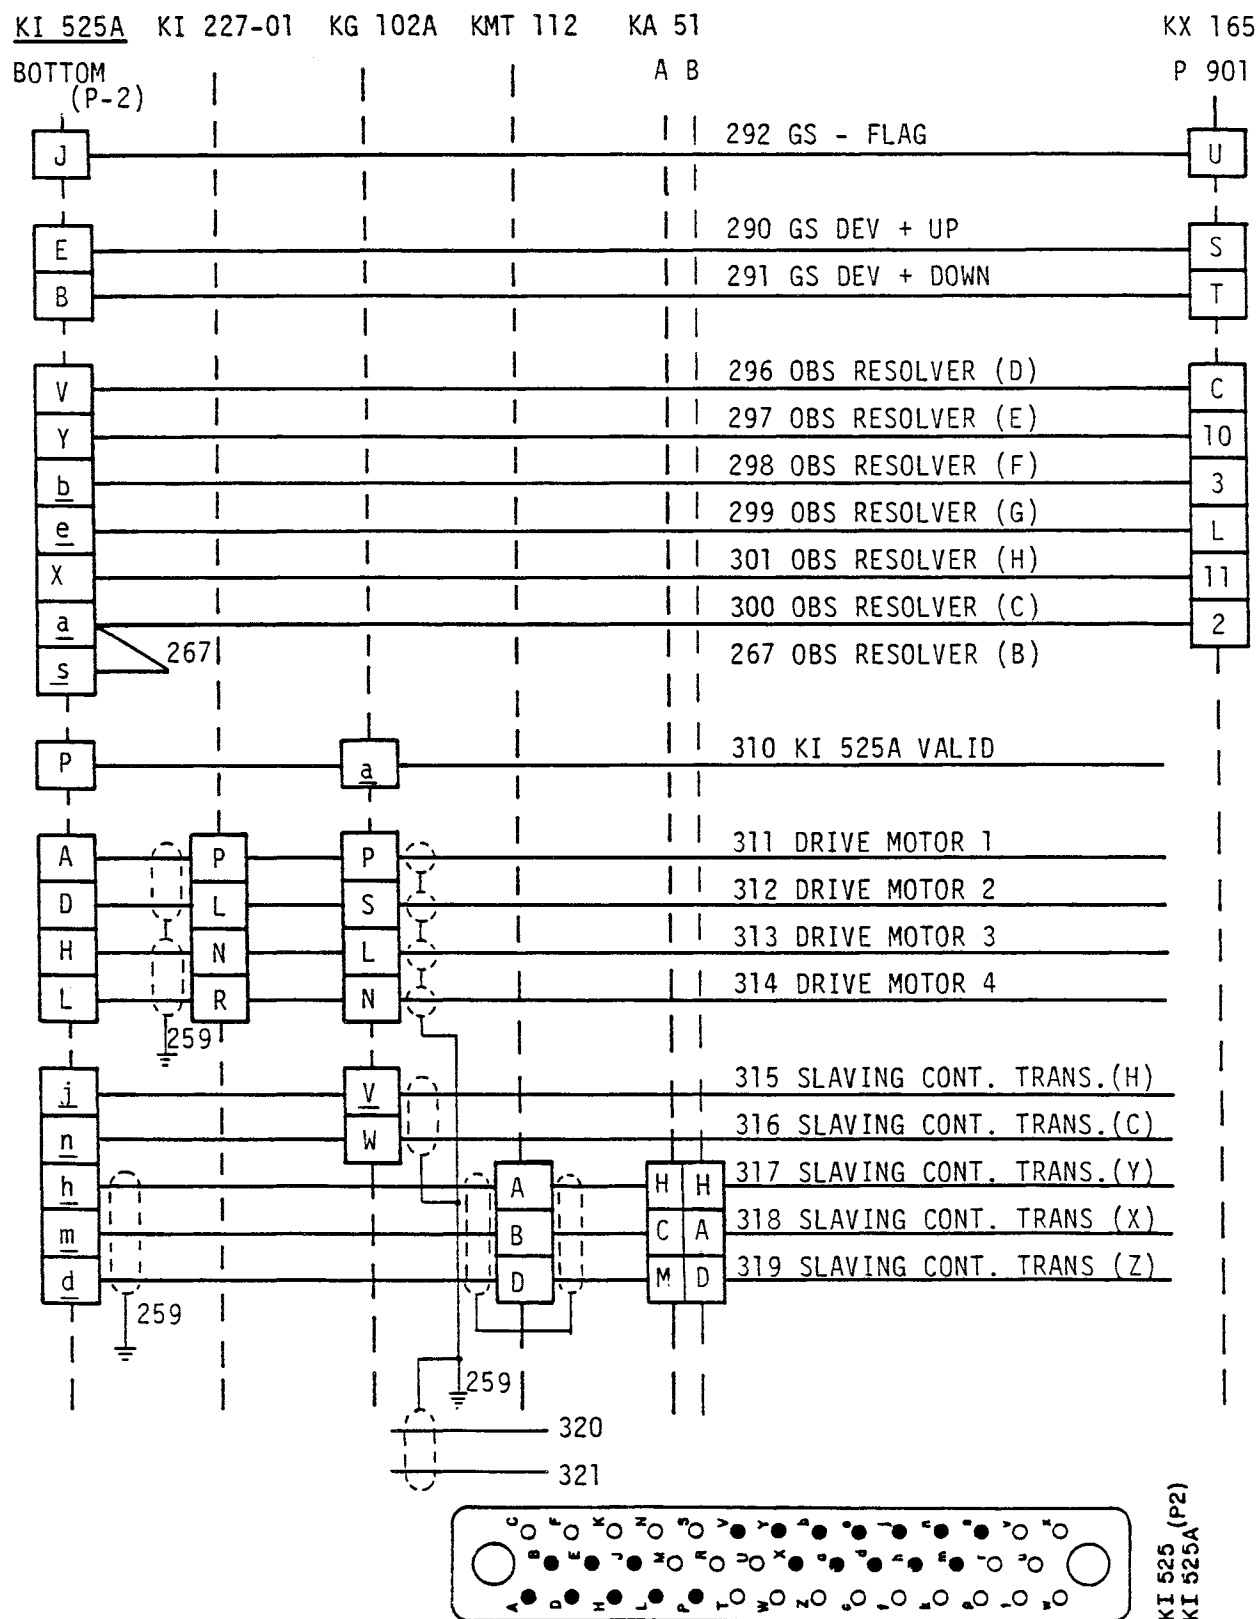 KI 525A KI 227-01 KG 102A KMT 112 KA 51 KX 165
BOTTOM A B P 901
(P-2)
292 GS - FLAG
J U
290 GS DEV + UP
E S
291 GS DEV + DOWN
B T
296 OBS RESOLVER (D)
V C
297 OBS RESOLVER (E)
Y 10
298 OBS RESOLVER (F)
b 3
299 OBS RESOLVER (G)
e L
301 OBS RESOLVER (H)
X 11
300 OBS RESOLVER (C)
a 2
s 267 267 OBS RESOLVER (B)
310 KI 525A VALID
P a
311 DRIVE MOTOR 1
A P P
312 DRIVE MOTOR 2
D L S
313 DRIVE MOTOR 3
H N L
314 DRIVE MOTOR 4
L R N
259
315 SLAVING CONT. TRANS.(H)
j V
316 SLAVING CONT. TRANS.(C)
n W
317 SLAVING CONT. TRANS.(Y)
h A H H
318 SLAVING CONT. TRANS (X)
m B C A
319 SLAVING CONT. TRANS (Z)
d D M D
259
259
320
321
C F K N S V Y b e j n s v x
B E J M R U X a d h m r u
A D H L P T W Z c f k p t w
KI 525
KI 525A (P2)